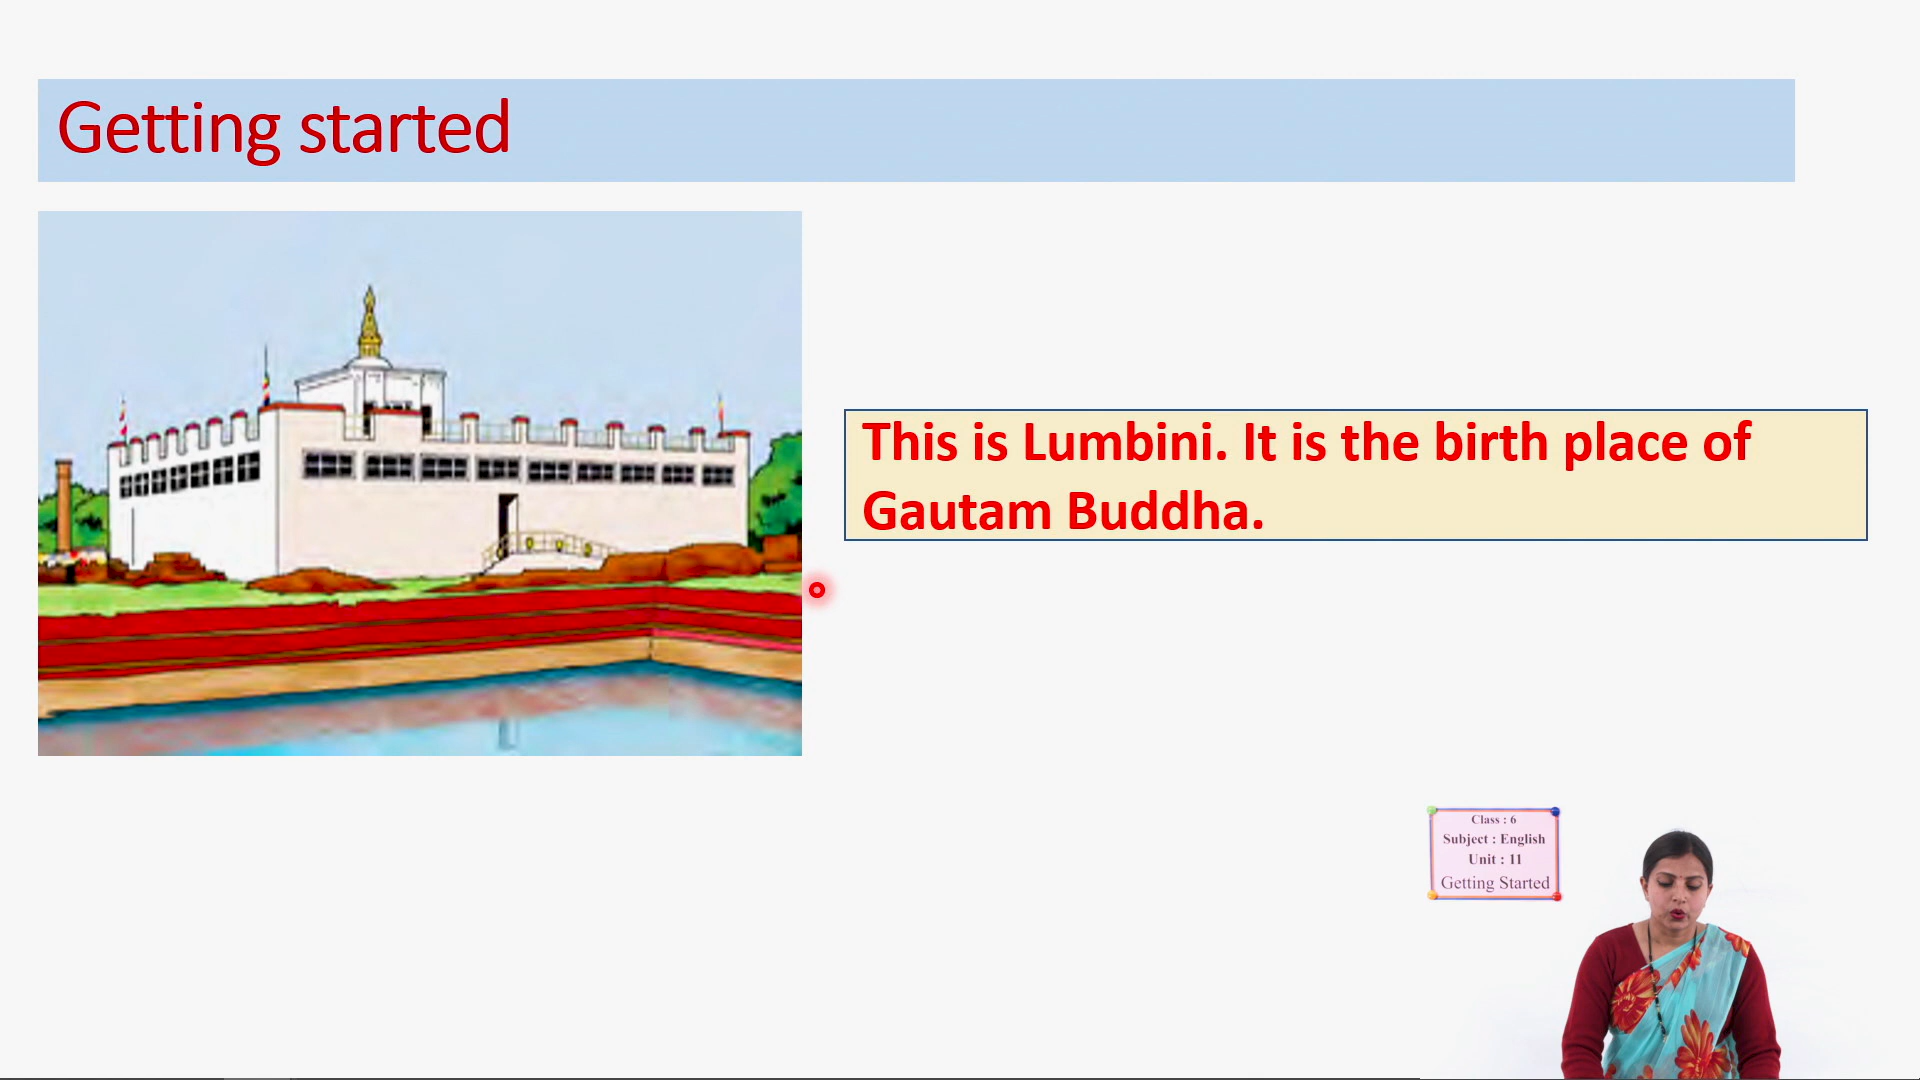 Getting started
This is Lumbini. It is the birth place of
Gautam Buddha.
Class : 6
Subject : English
Unit : 11
Getting Started